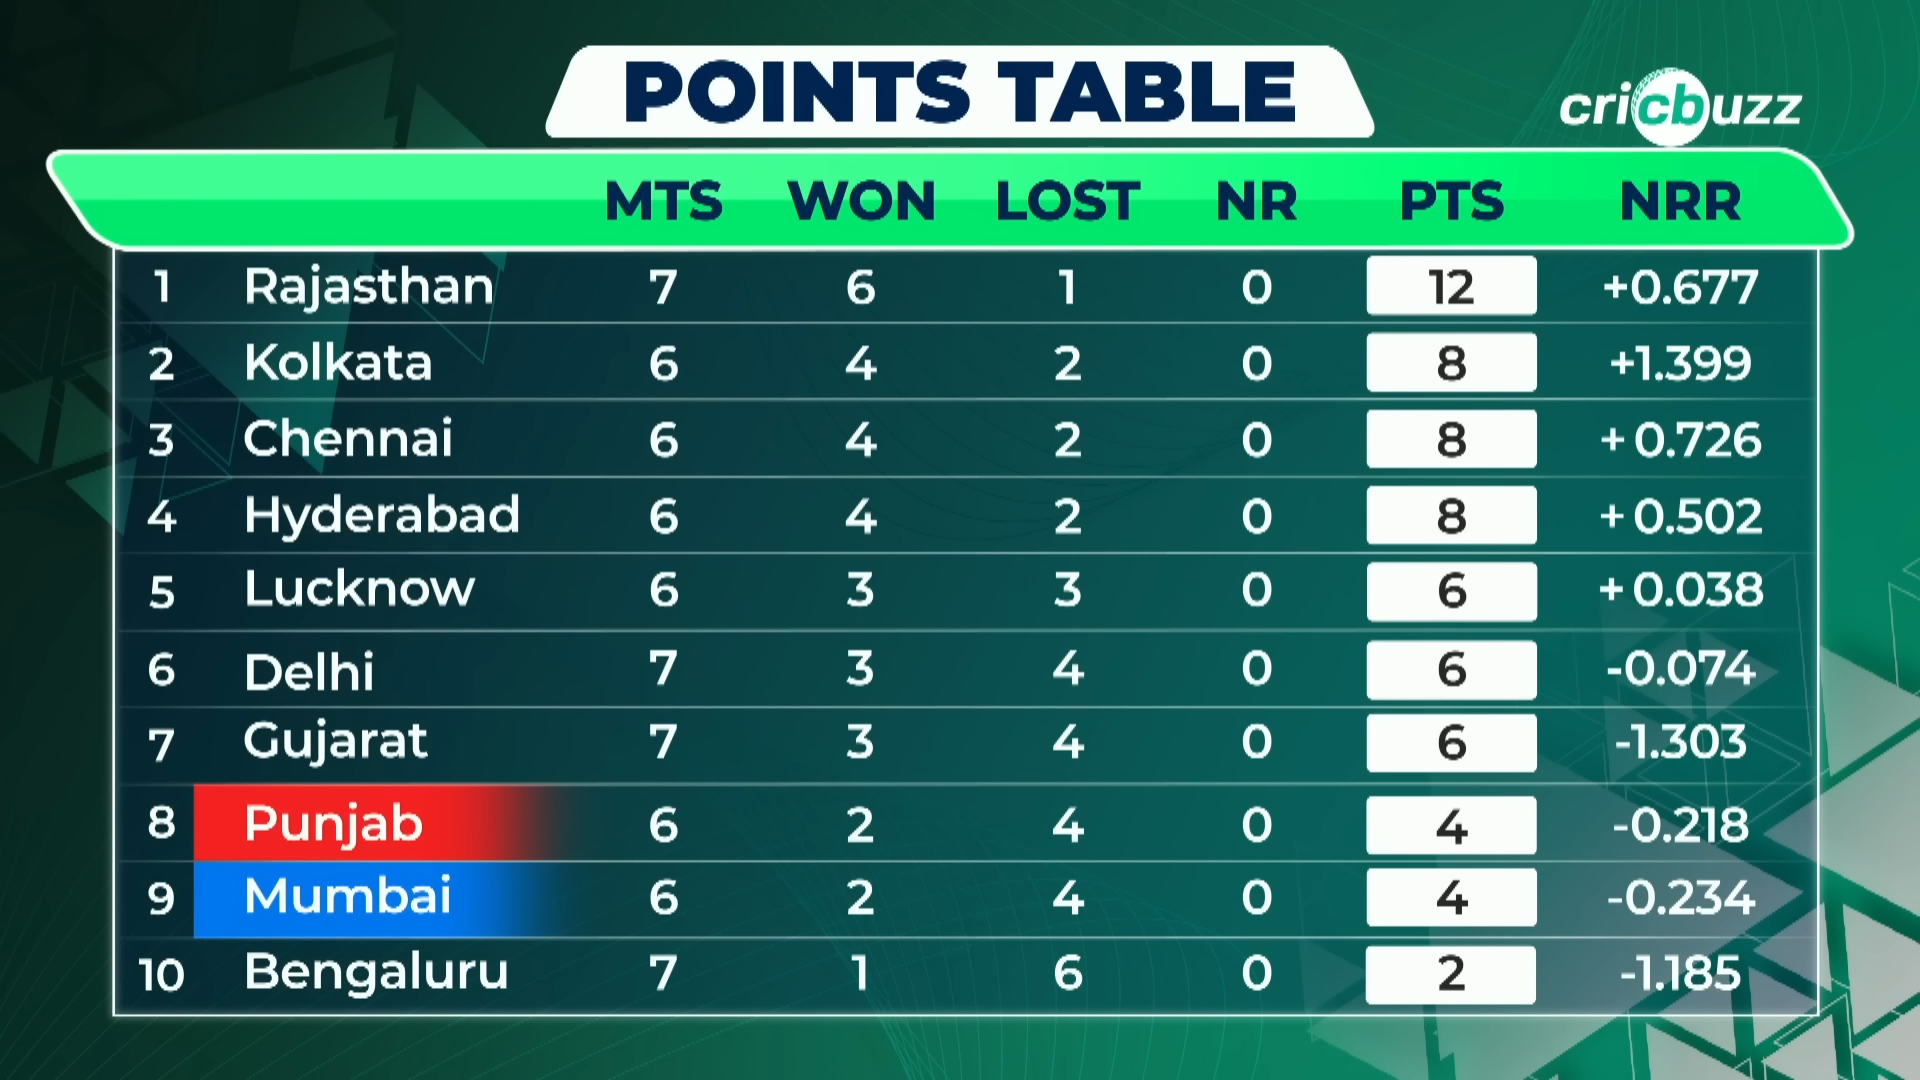 POINTS TABLE
cricbuzz
MTS WON LOST NR PTS NRR
1 Rajasthan 7 6 1 0 12 +0.677
2 Kolkata 6 4 2 0 8 +1.399
3 Chennai 6 4 2 0 8 + 0.726
4 Hyderabad 6 4 2 0 8 + 0.502
5 Lucknow 6 3 3 0 6 + 0.038
6 Delhi 7 3 4 0 6 -0.074
7 Gujarat 7 3 4 0 6 -1.303
8 Punjab 6 2 4 0 4 -0.218
9 Mumbai 6 2 4 0 4 -0.234
10 Bengaluru 7 1 6 0 2 -1.185